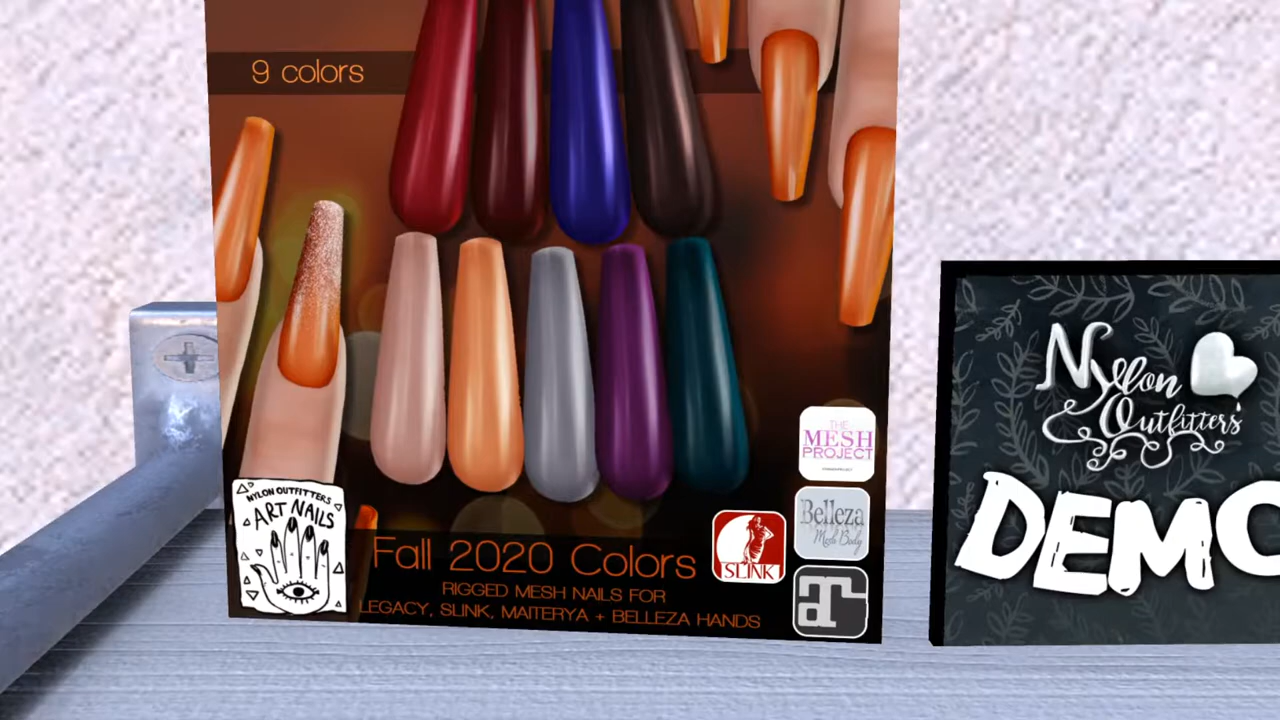 9 colors
THE
MESH
PROJECT
Belleza
Mesh Body
SLINK
NYLON OUTFITTERS
ART NAILS
Fall 2020 Colors
RIGGED MESH NAILS FOR
LEGACY, SLINK, MAITERYA + BELLEZA HANDS
Nylon
Outfitters
DEMO